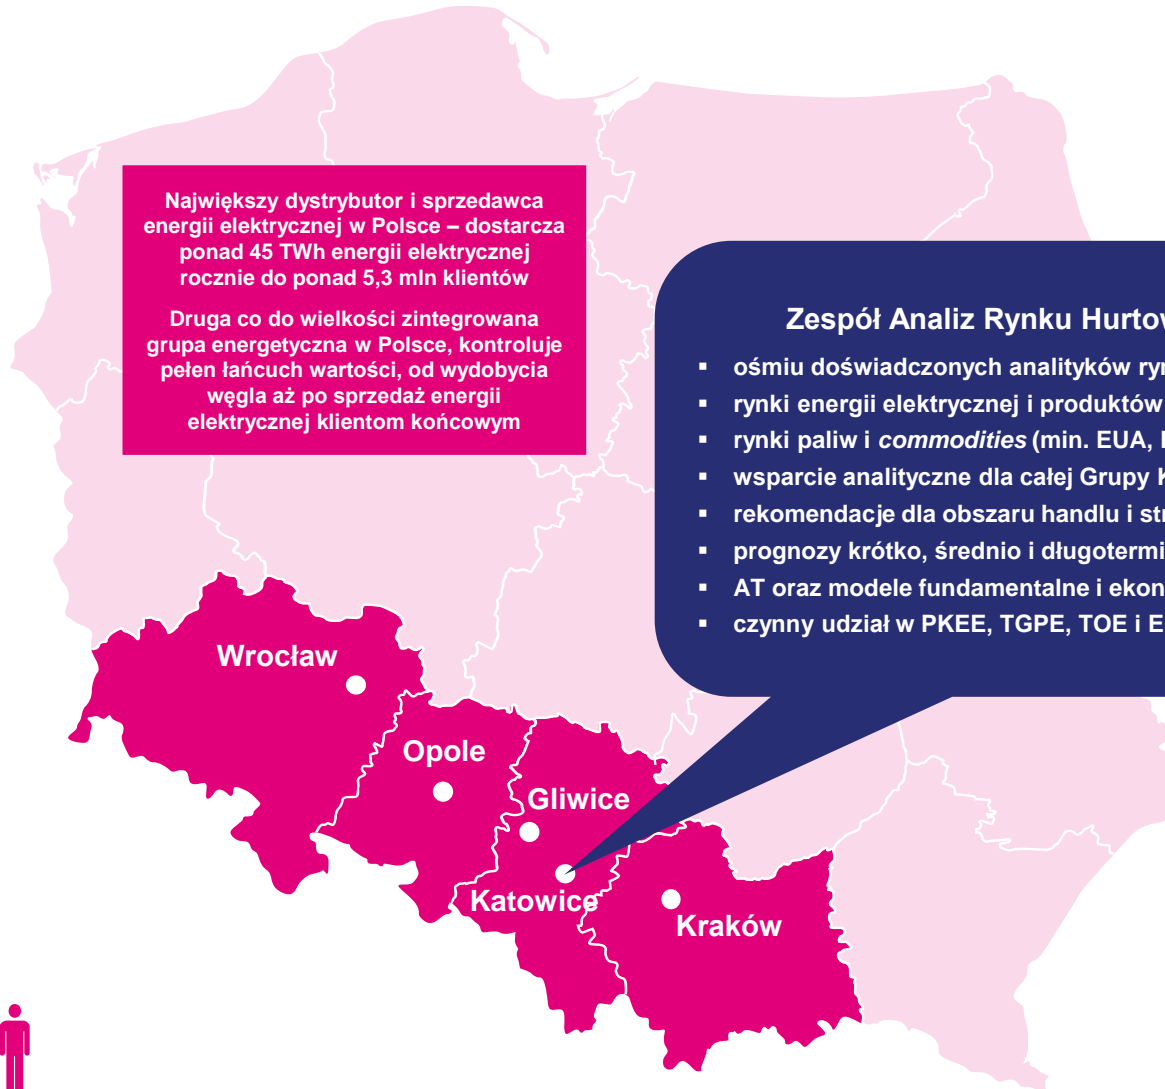 Największy dystrybutor i sprzedawca
energii elektrycznej w Polsce – dostarcza
ponad 45 TWh energii elektrycznej
rocznie do ponad 5,3 mln klientów
Druga co do wielkości zintegrowana
grupa energetyczna w Polsce, kontroluje
pełen łańcuch wartości, od wydobycia
węgla aż po sprzedaż energii
elektrycznej klientom końcowym
Zespół Analiz Rynku
▪ ośmiu doświadczonych analityków
▪ rynki energii elektrycznej i produktów
▪ rynki paliw i commodities (min. EUA,
▪ wsparcie analityczne dla całej Grupy
▪ rekomendacje dla obszaru handlu i
▪ prognozy krótko, średnio i
▪ AT oraz modele fundamentalne i
▪ czynny udział w PKEE, TGPE, TOE i
Wrocław
Opole
Gliwice
Katowice
Kraków